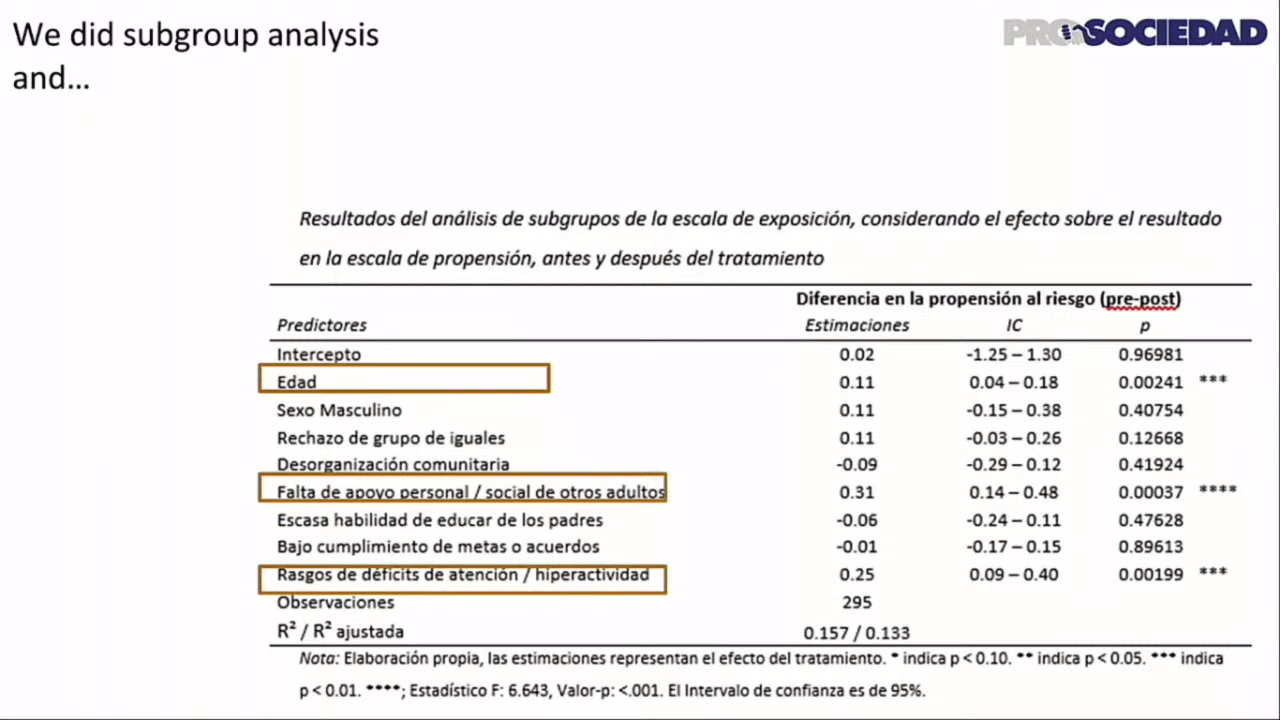 We did subgroup analysis
and...
PROSOCIEDAD
Resultados del análisis de subgrupos de la escala de exposición, considerando el efecto sobre el resultado
en la escala de propensión, antes y después del tratamiento
Diferencia en la propensión al riesgo (pre-post)
Predictores Estimaciones IC p
Intercepto 0.02 -1.25 – 1.30 0.96981
Edad 0.11 0.04 – 0.18 0.00241 ***
Sexo Masculino 0.11 -0.15 – 0.38 0.40754
Rechazo de grupo de iguales 0.11 -0.03 – 0.26 0.12668
Desorganización comunitaria -0.09 -0.29 – 0.12 0.41924
Falta de apoyo personal / social de otros adultos 0.31 0.14 – 0.48 0.00037 ****
Escasa habilidad de educar de los padres -0.06 -0.24 – 0.11 0.47628
Bajo cumplimiento de metas o acuerdos -0.01 -0.17 – 0.15 0.89613
Rasgos de déficits de atención / hiperactividad 0.25 0.09 – 0.40 0.00199 ***
Observaciones 295
R² / R² ajustada 0.157 / 0.133
Nota: Elaboración propia, las estimaciones representan el efecto del tratamiento. * indica p < 0.10. ** indica p < 0.05. *** indica
p < 0.01. ****; Estadístico F: 6.643, Valor-p: <.001. El Intervalo de confianza es de 95%.